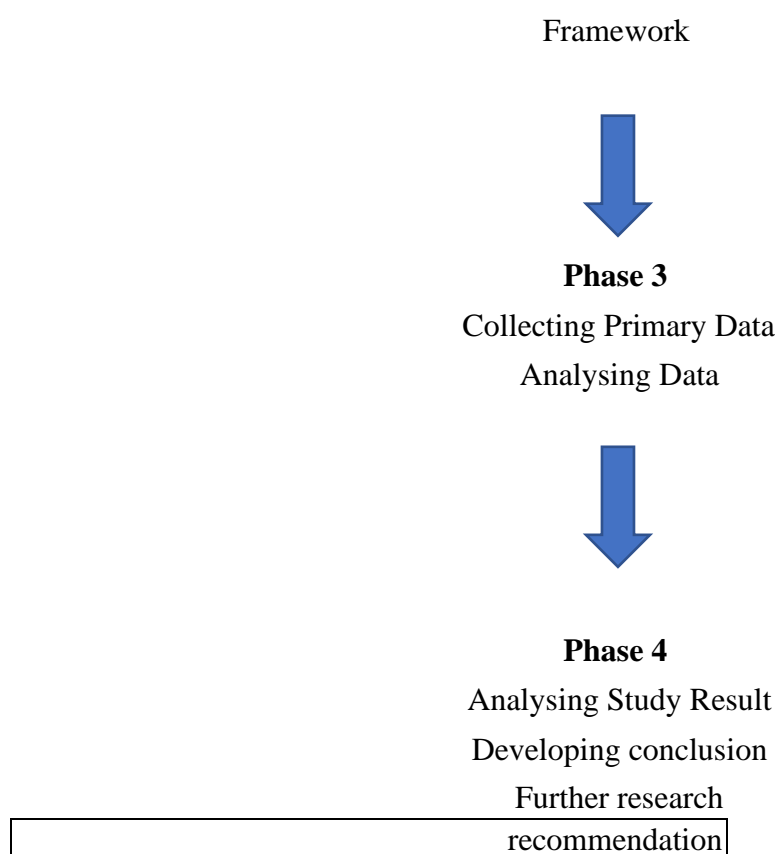 Framework
Phase 3
Collecting Primary Data
Analysing Data
Phase 4
Analysing Study Result
Developing conclusion
Further research
recommendation